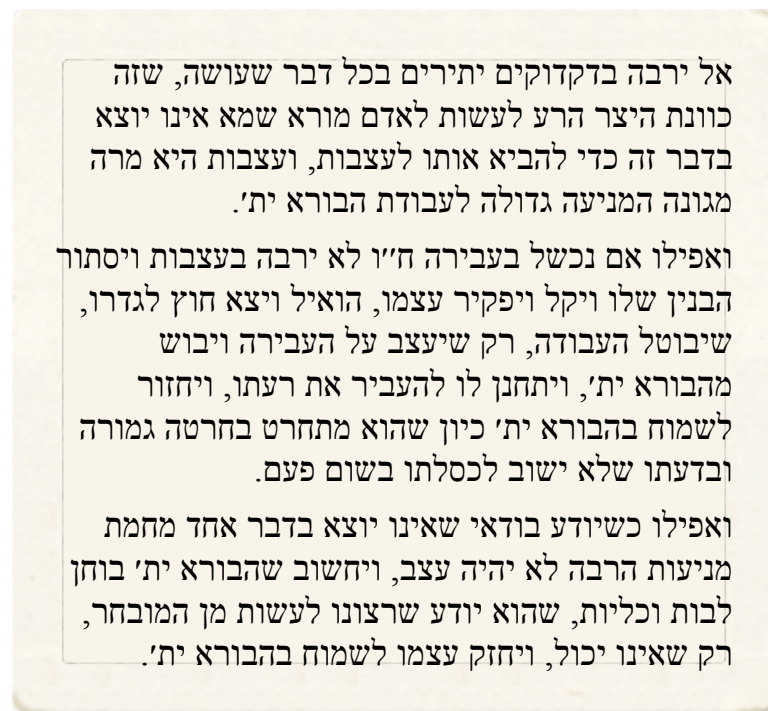 אל ירבה בדקדוקים יתירים בכל דבר שעושה, שזה
כוונת היצר הרע לעשות לאדם מורא שמא אינו יוצא
בדבר זה כדי להביא אותו לעצבות, ועצבות היא מרה
מגונה המניעה גדולה לעבודת הבורא ית'.
ואפילו אם נכשל בעבירה ח''ו לא ירבה בעצבות ויסתור
הבנין שלו ויקל ויפקיר עצמו, הואיל ויצא חוץ לגדרו,
שיבוטל העבודה, רק שיעצב על העבירה ויבוש
מהבורא ית', ויתחנן לו להעביר את רעתו, ויחזור
לשמוח בהבורא ית' כיון שהוא מתחרט בחרטה גמורה
ובדעתו שלא ישוב לכסלתו בשום פעם.
ואפילו כשיודע בודאי שאינו יוצא בדבר אחד מחמת
מניעות הרבה לא יהיה עצב, ויחשוב שהבורא ית' בוחן
לבות וכליות, שהוא יודע שרצונו לעשות מן המובחר,
רק שאינו יכול, ויחזק עצמו לשמוח בהבורא ית'.